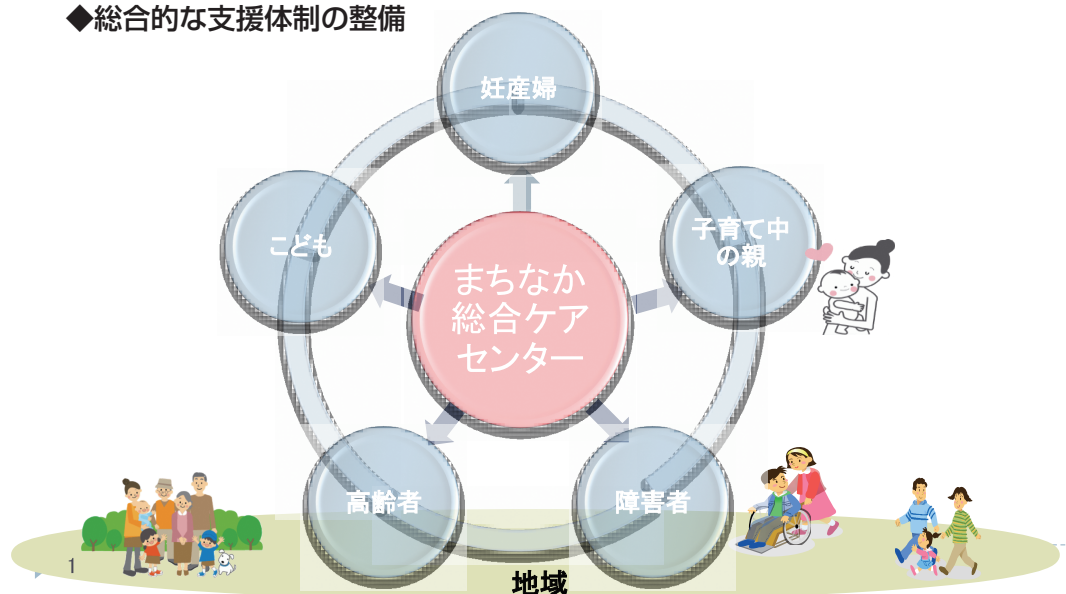 ◆総合的な支援体制の整備
妊産婦
こども
子育て中
の親
まちなか
総合ケア
センター
高齢者
障害者
地域
1